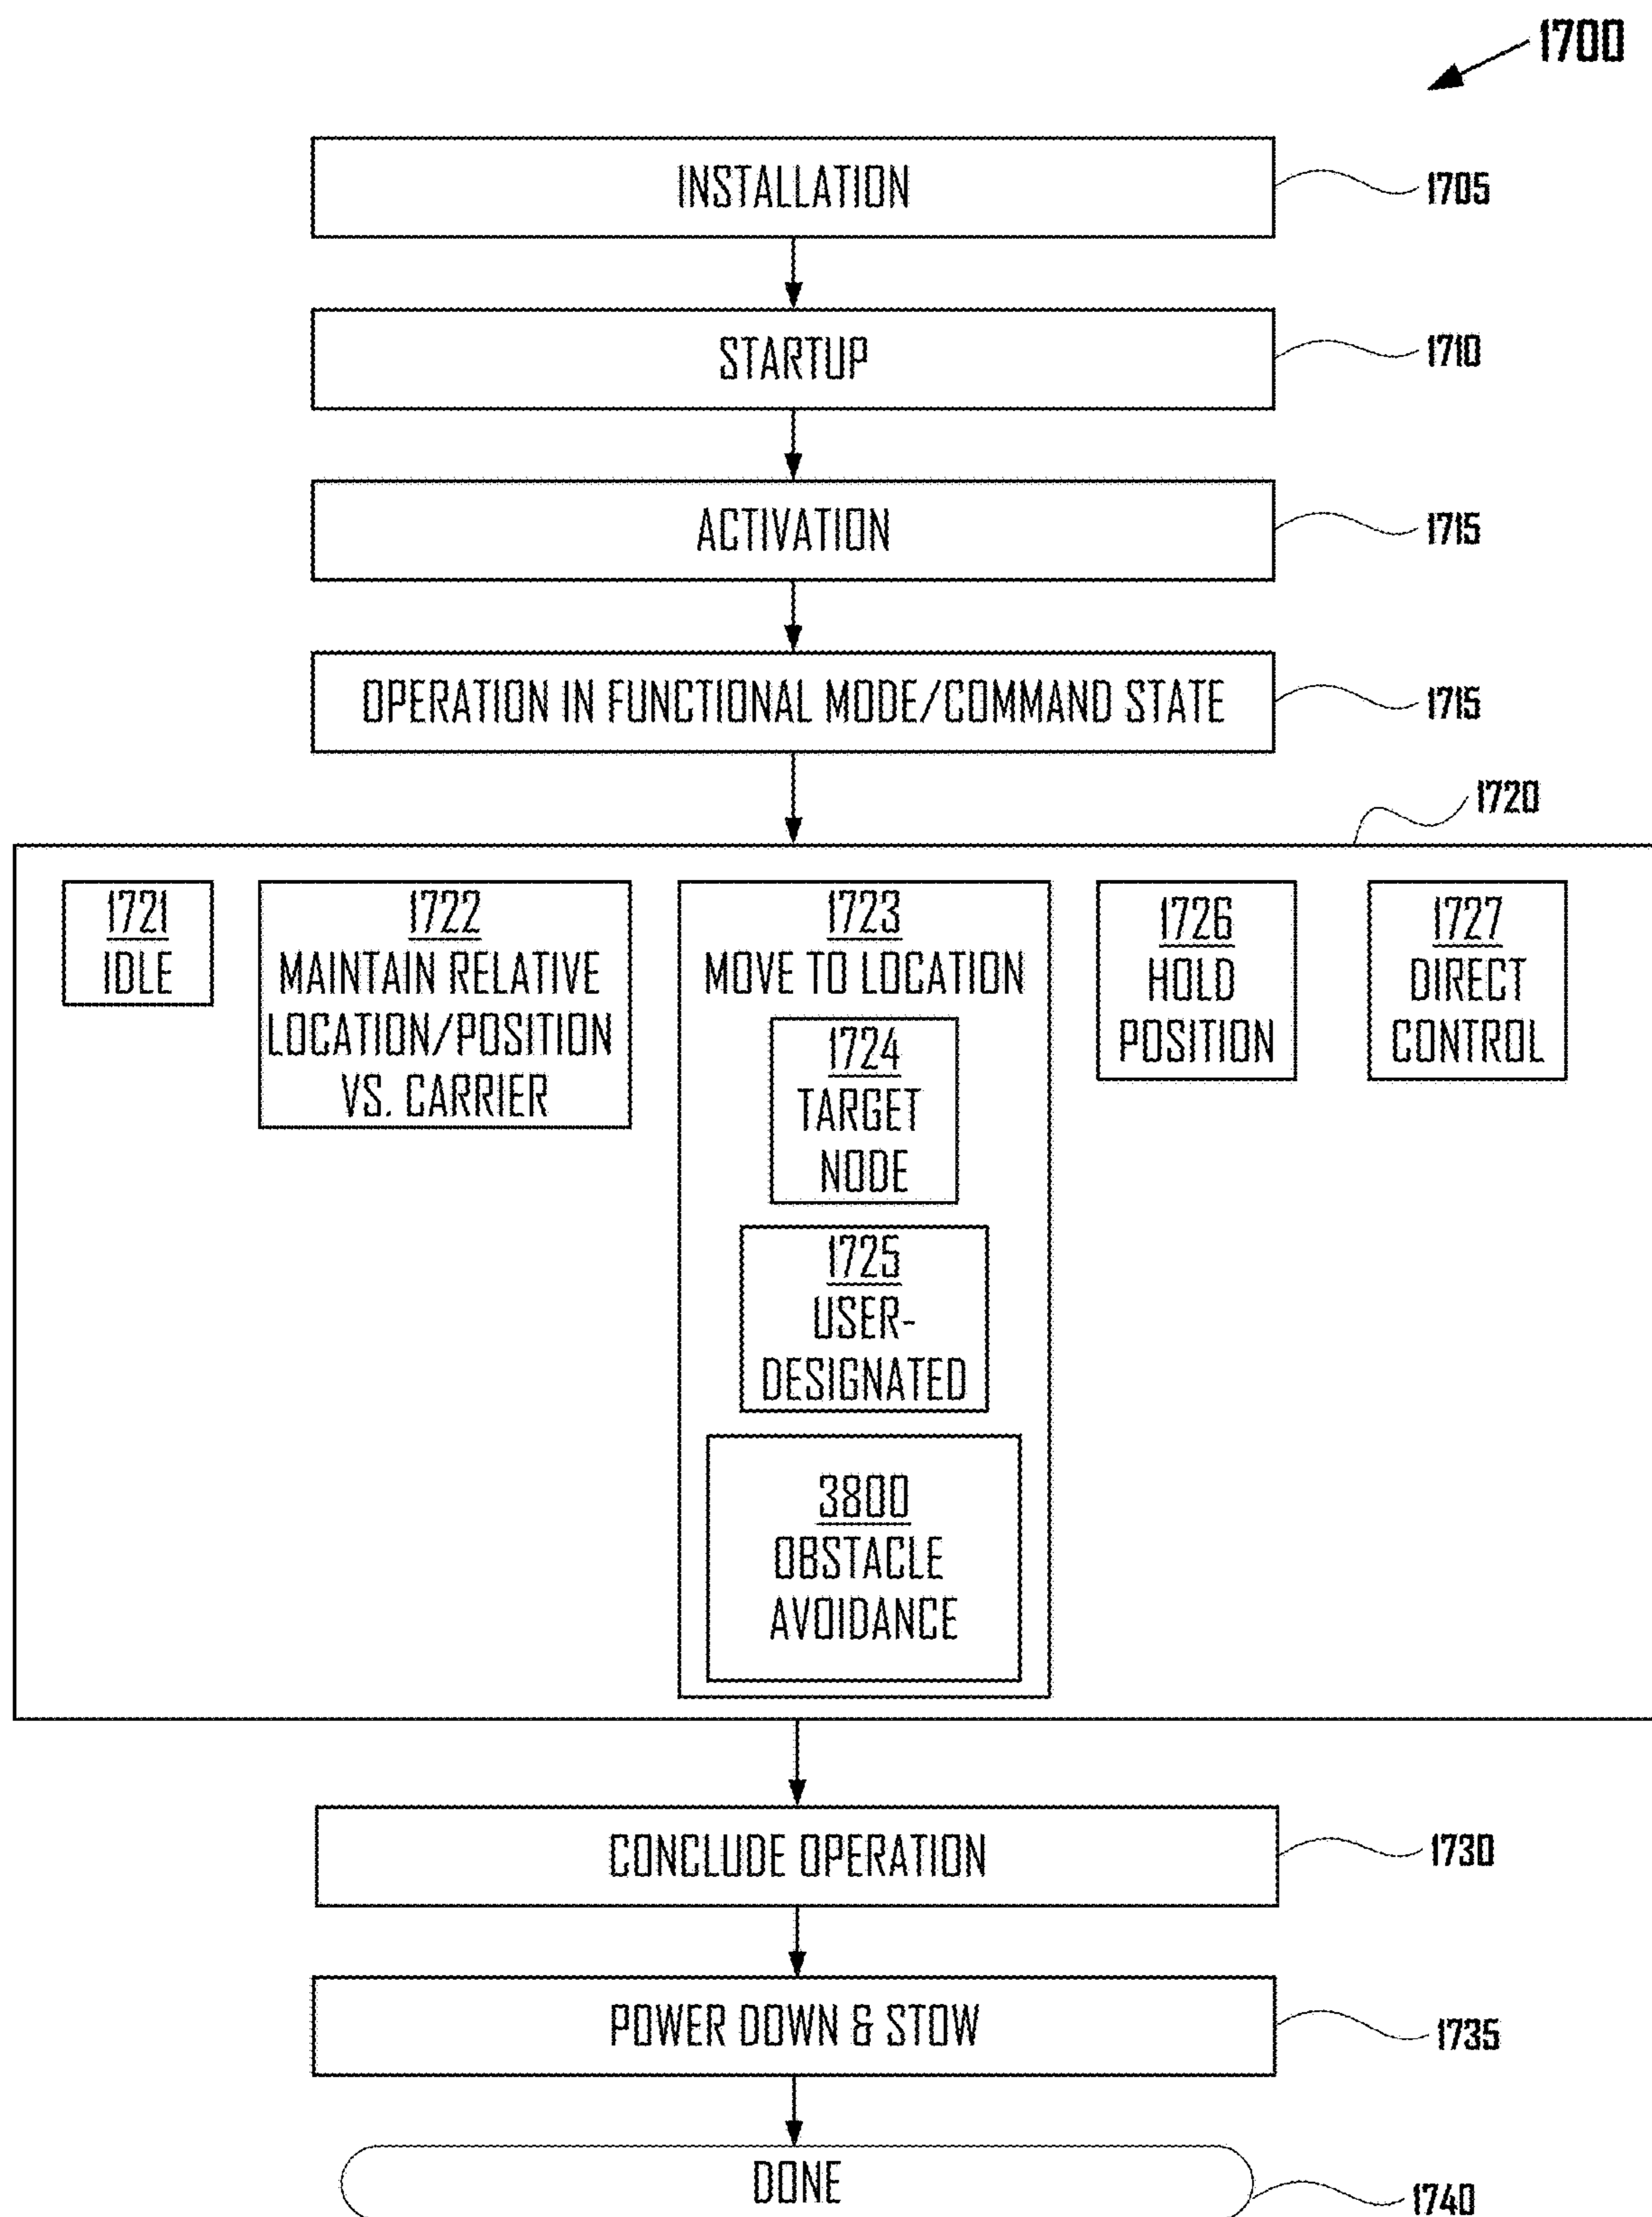 1700
INSTALLATION
1705
STARTUP
1710
ACTIVATION
1715
OPERATION IN FUNCTIONAL MODE/COMMAND STATE
1715
1720
1721
IDLE
1722
MAINTAIN RELATIVE
LOCATION/POSITION
VS. CARRIER
1723
MOVE TO LOCATION
1724
TARGET
NODE
1725
USER-
DESIGNATED
3800
OBSTACLE
AVOIDANCE
1726
HOLD
POSITION
1727
DIRECT
CONTROL
CONCLUDE OPERATION
1730
POWER DOWN & STOW
1735
DONE
1740